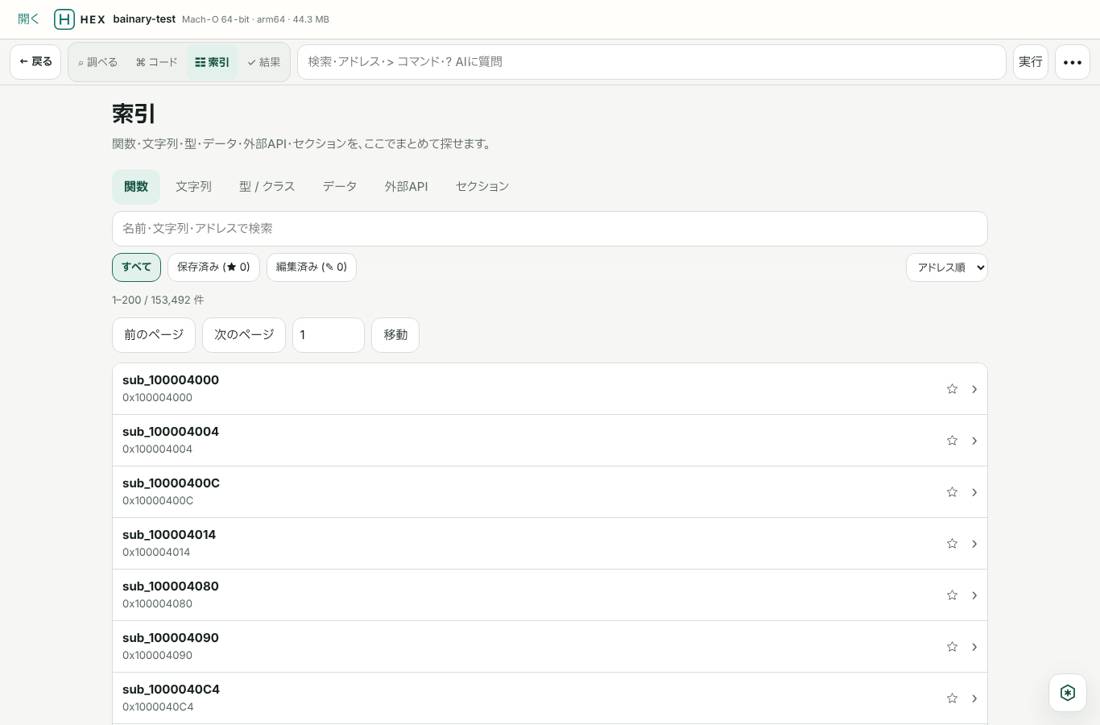 開く HEX bainary-test Mach-O 64-bit · arm64 · 44.3 MB
← 戻る 調べる ⌘ コード 索引 ✓ 結果 検索・アドレス・> コマンド・? AIに質問 実行 •••
索引
関数・文字列・型・データ・外部API・セクションを、ここでまとめて探せます。
関数 文字列 型 / クラス データ 外部API セクション
名前・文字列・アドレスで検索
すべて 保存済み (★ 0) 編集済み (✎ 0) アドレス順
1–200 / 153,492 件
前のページ 次のページ 1 移動
sub_100004000
0x100004000
sub_100004004
0x100004004
sub_10000400C
0x10000400C
sub_100004014
0x100004014
sub_100004080
0x100004080
sub_100004090
0x100004090
sub_1000040C4
0x1000040C4